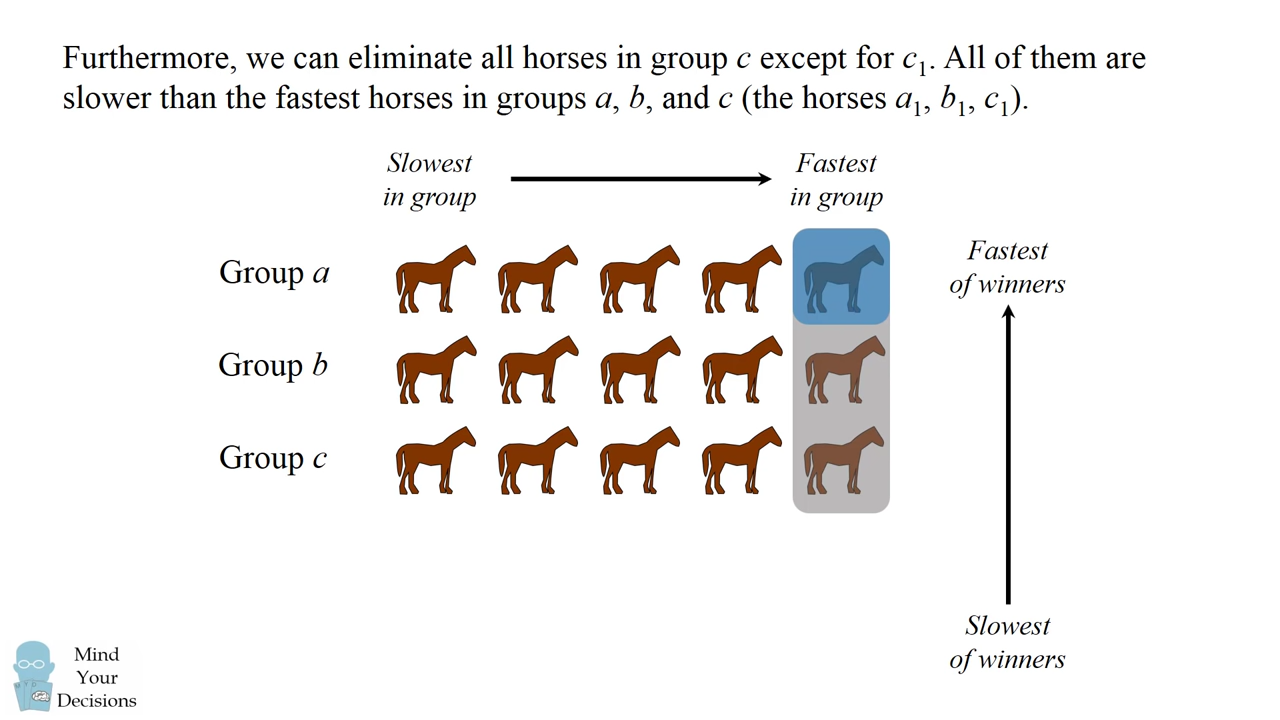 Furthermore, we can eliminate all horses in group c except for c₁. All of them are
slower than the fastest horses in groups a, b, and c (the horses a₁, b₁, c₁).
Slowest
in group
Fastest
in group
Group a
Fastest
of winners
Group b
Group c
Slowest
of winners
Mind
Your
Decisions